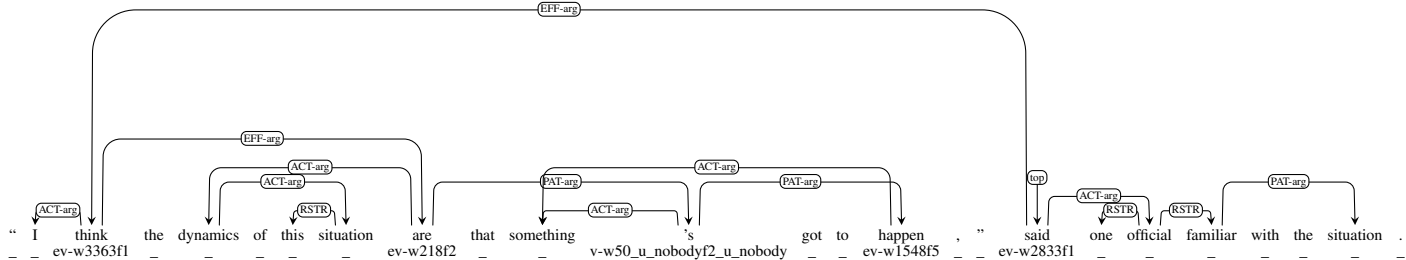 EFF-arg
EFF-arg
ACT-arg ACT-arg
ACT-arg PAT-arg PAT-arg top PAT-arg
ACT-arg RSTR ACT-arg ACT-arg RSTR RSTR
“ I think the dynamics of this situation are that something 's got to happen , ” said one official familiar with the situation .
_ _ ev-w3363f1 _ _ _ _ _ ev-w218f2 _ _ v-w50_u_nobodyf2_u_nobody _ _ ev-w1548f5 _ _ ev-w2833f1 _ _ _ _ _ _ _